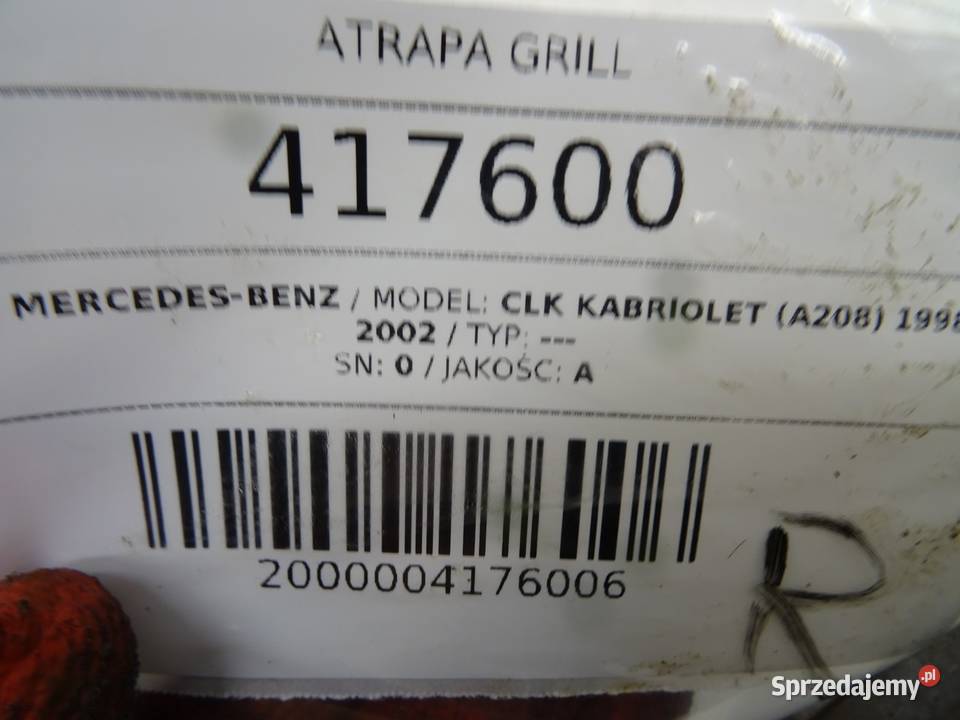 ATRAPA GRILL
417600
MERCEDES-BENZ / MODEL: CLK KABRIOLET (A208) 1998
2002 / TYP: ---
SN: 0 / JAKOŚC: A
2000004176006
R
Sprzedajemy.pl